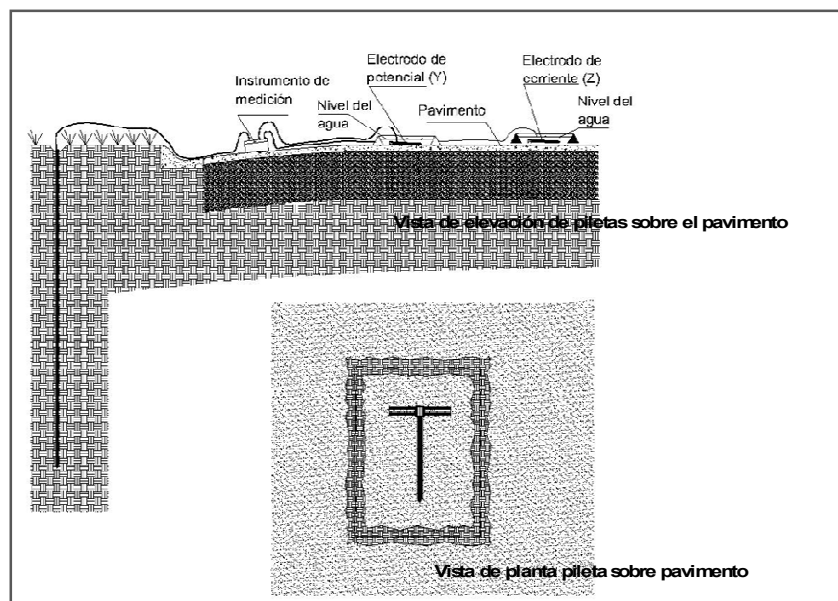 Instrumento de
medición
Electrodo de
potencial (Y)
Nivel del
agua
Pavimento
Electrodo de
corriente (Z)
Nivel del
agua
Vista de elevación de piletas sobre el pavimento
Vista de planta pileta sobre pavimento